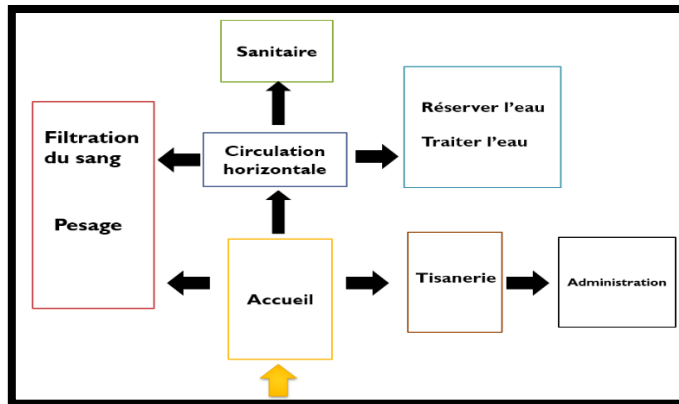 Sanitaire
Filtration
du sang
Pesage
Circulation
horizontale
Réserver l'eau
Traiter l'eau
Accueil
Tisanerie
Administration